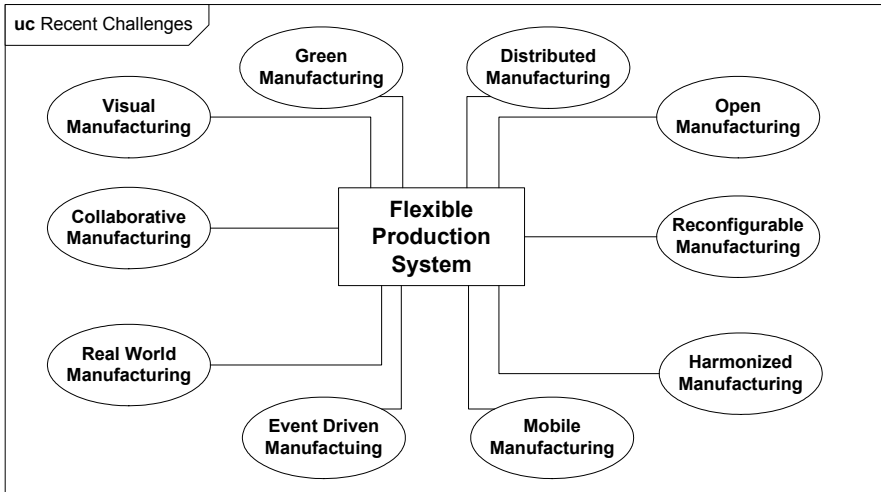 uc Recent Challenges
Green
Manufacturing
Distributed
Manufacturing
Visual
Manufacturing
Open
Manufacturing
Collaborative
Manufacturing
Flexible
Production
System
Reconfigurable
Manufacturing
Real World
Manufacturing
Harmonized
Manufacturing
Event Driven
Manufactuing
Mobile
Manufacturing